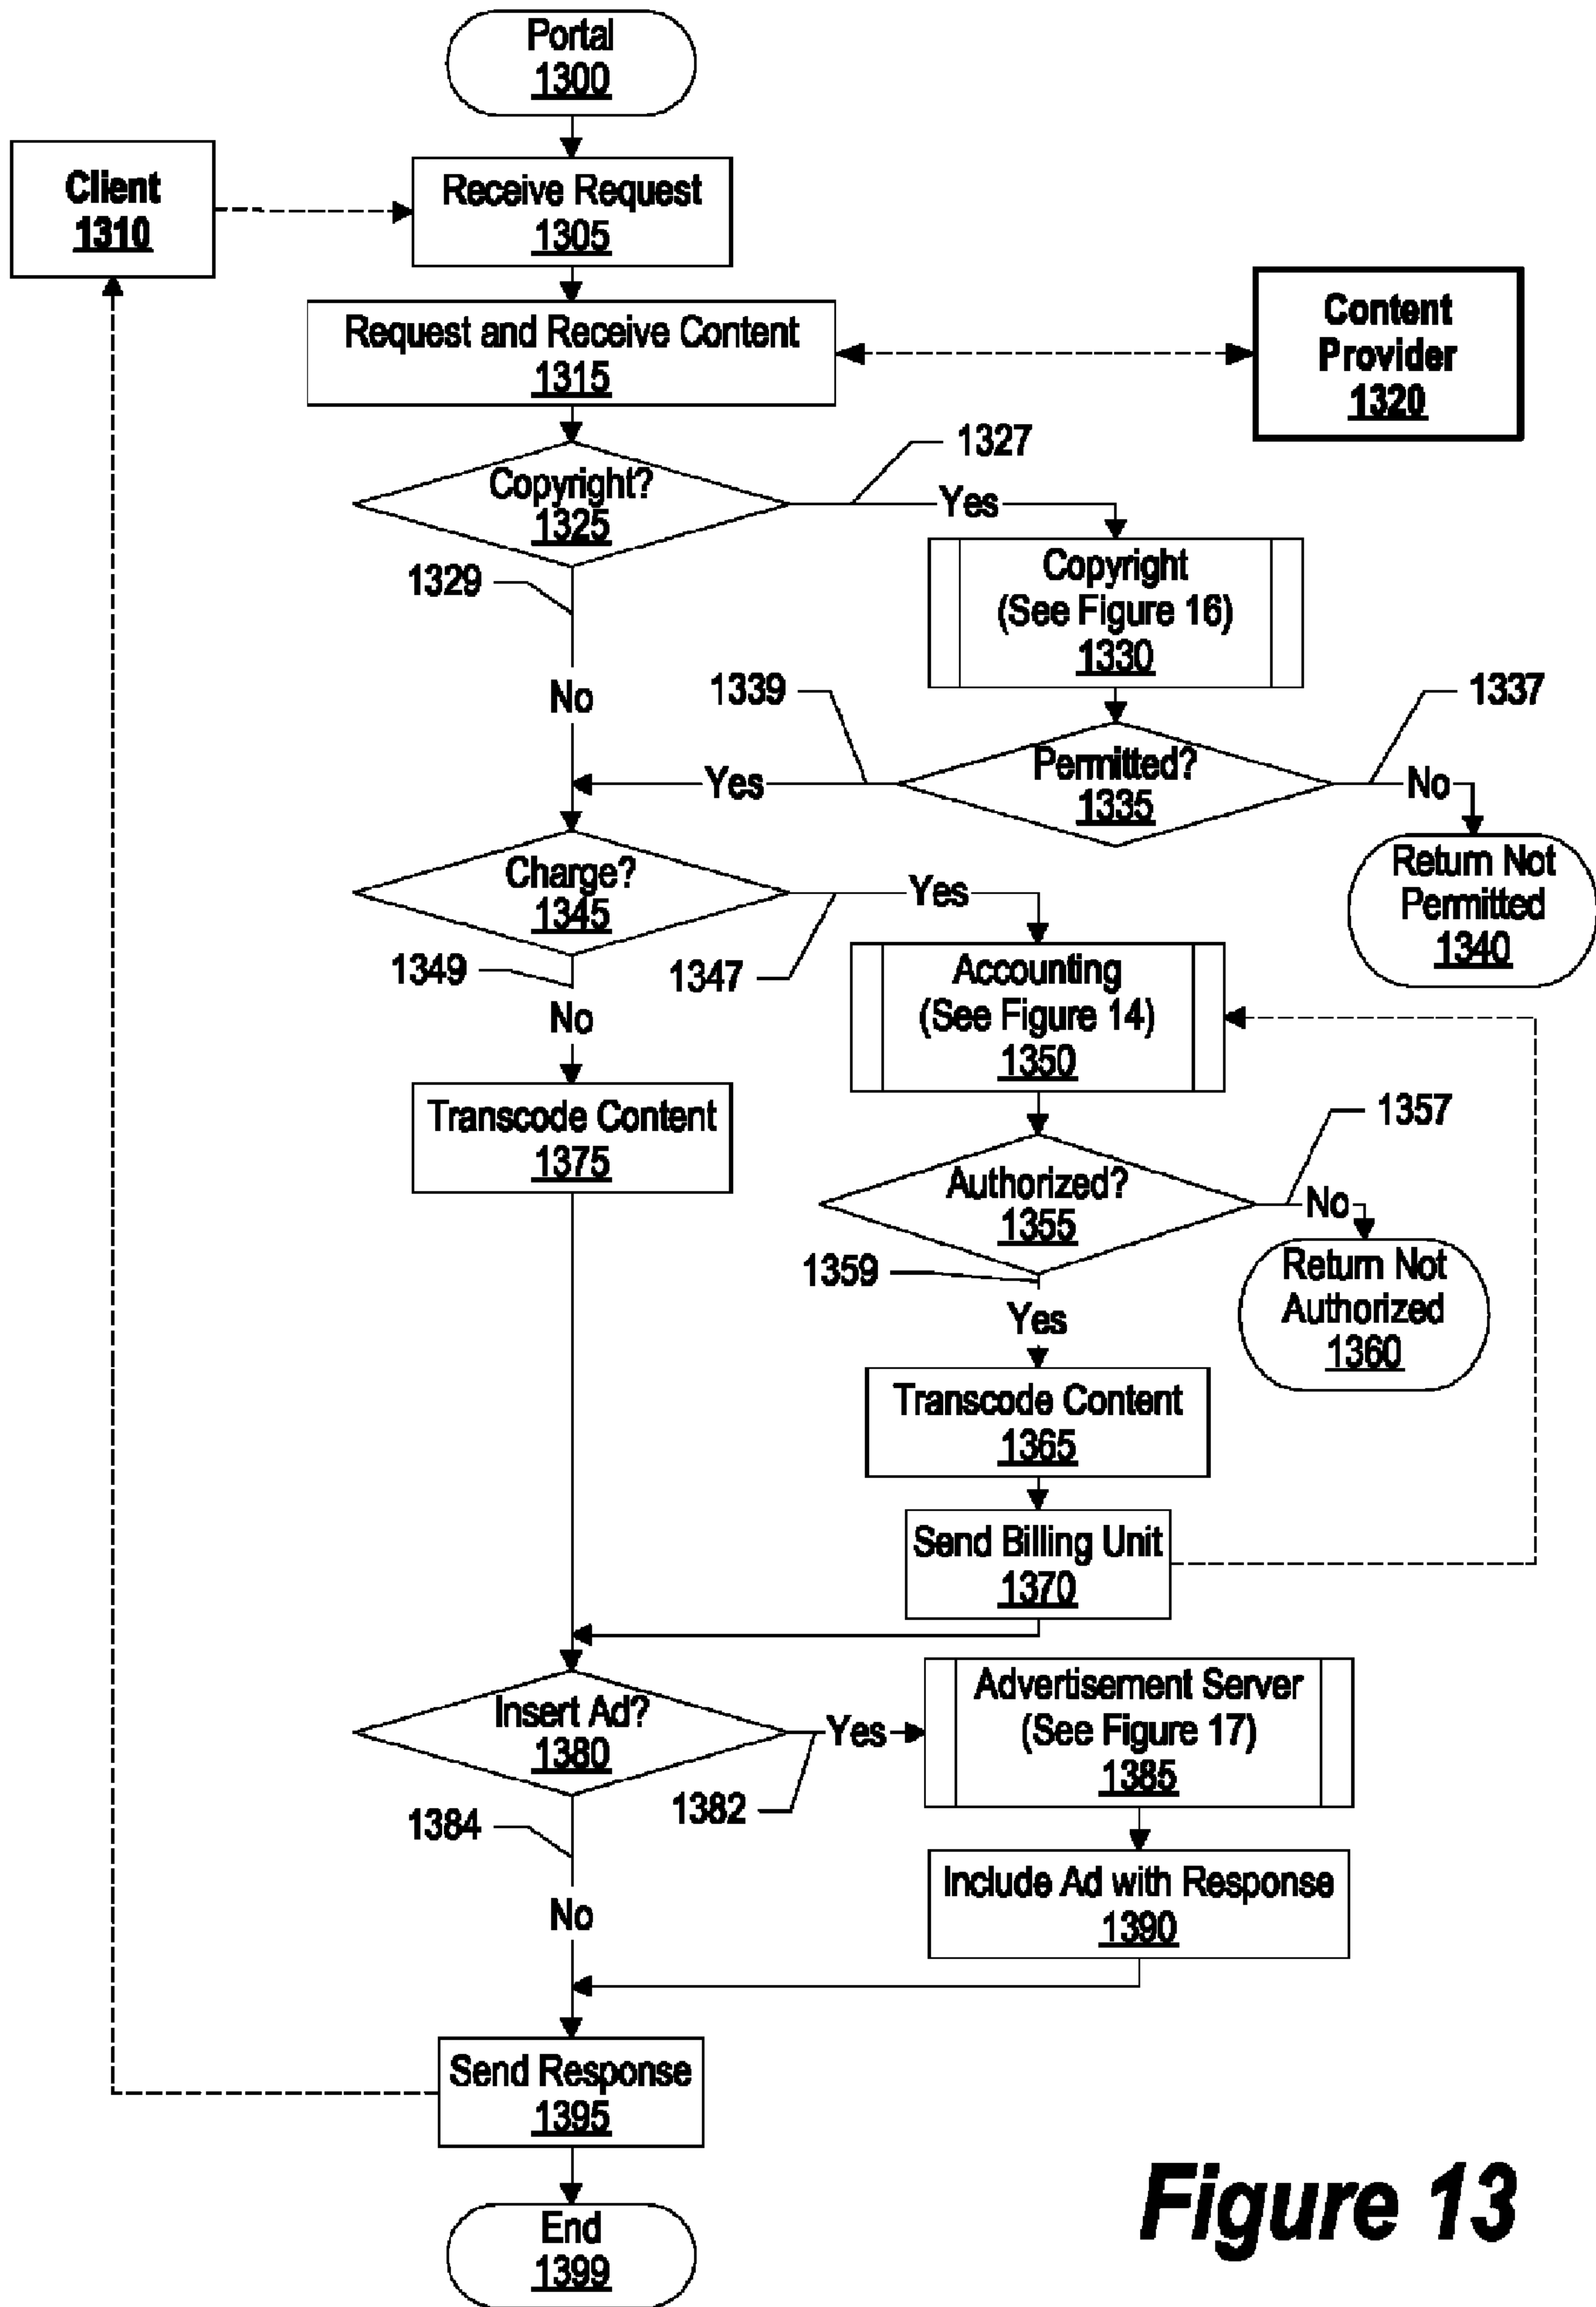 Portal
1300
Client
1310
Receive Request
1305
Request and Receive Content
1315
Content
Provider
1320
1327
Copyright?
1325
Yes
1329
Copyright
(See Figure 16)
1330
No
1339
1337
Permitted?
1335
Yes
No
Return Not
Permitted
1340
Charge?
1345
Yes
1349
1347
No
Accounting
(See Figure 14)
1350
Transcode Content
1375
1357
Authorized?
1355
No
1359
Yes
Return Not
Authorized
1360
Transcode Content
1365
Send Billing Unit
1370
Insert Ad?
1380
Yes
Advertisement Server
(See Figure 17)
1385
1382
1384
No
Include Ad with Response
1390
Send Response
1395
End
1399
Figure 13